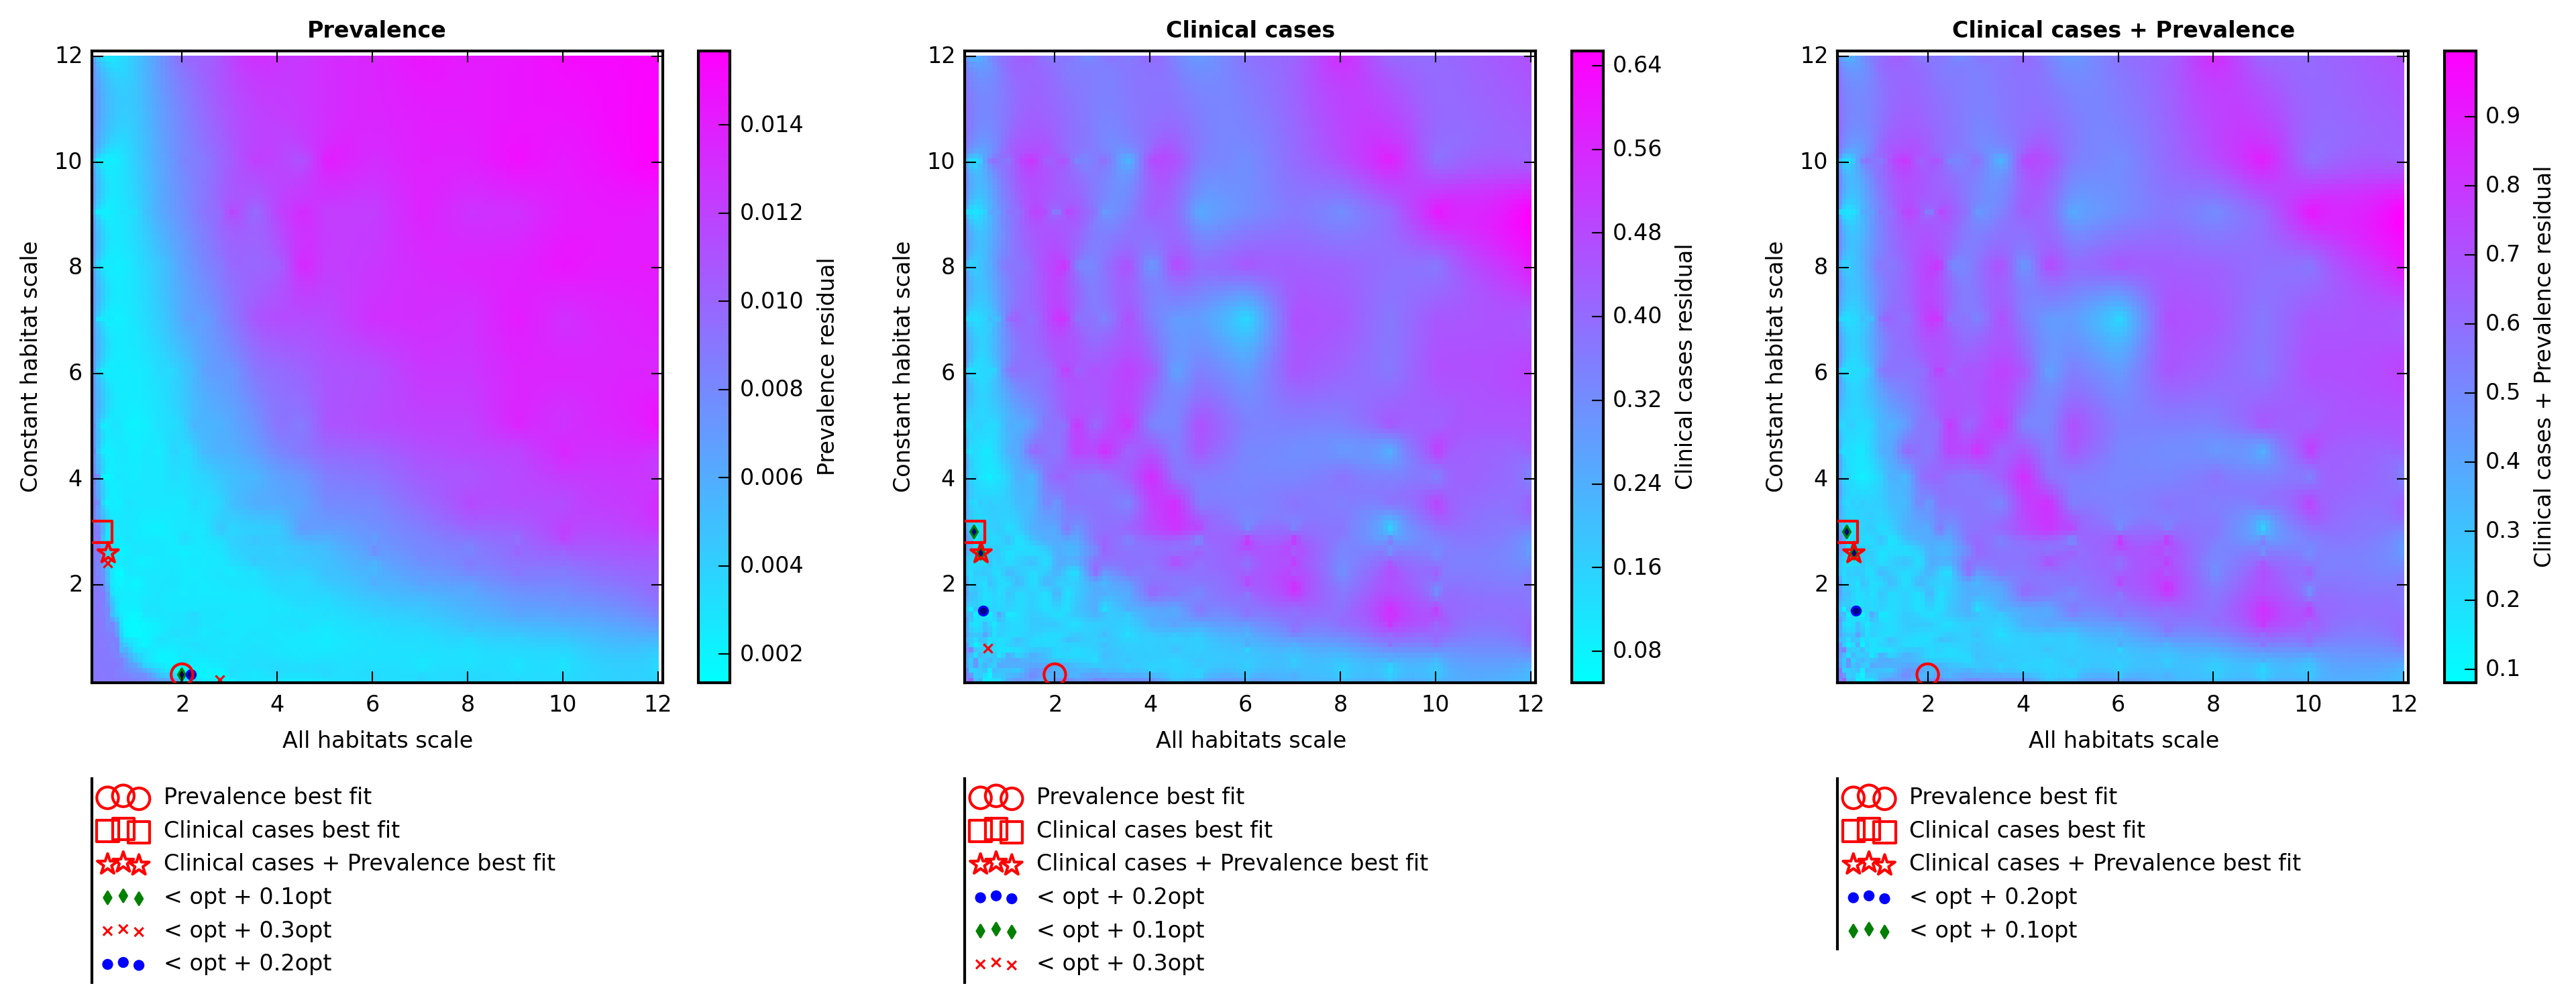 Prevalence
12
10
8
6
4
2
Constant habitat scale
2 4 6 8 10 12
All habitats scale
0.014
0.012
0.010
0.008
0.006
0.004
0.002
Prevalence residual
Prevalence best fit
Clinical cases best fit
Clinical cases + Prevalence best fit
< opt + 0.1opt
< opt + 0.3opt
< opt + 0.2opt
Clinical cases
12
10
8
6
4
2
Constant habitat scale
2 4 6 8 10 12
All habitats scale
0.64
0.56
0.48
0.40
0.32
0.24
0.16
0.08
Clinical cases residual
Prevalence best fit
Clinical cases best fit
Clinical cases + Prevalence best fit
< opt + 0.2opt
< opt + 0.1opt
< opt + 0.3opt
Clinical cases + Prevalence
12
10
8
6
4
2
Constant habitat scale
2 4 6 8 10 12
All habitats scale
0.9
0.8
0.7
0.6
0.5
0.4
0.3
0.2
0.1
Clinical cases + Prevalence residual
Prevalence best fit
Clinical cases best fit
Clinical cases + Prevalence best fit
< opt + 0.2opt
< opt + 0.1opt